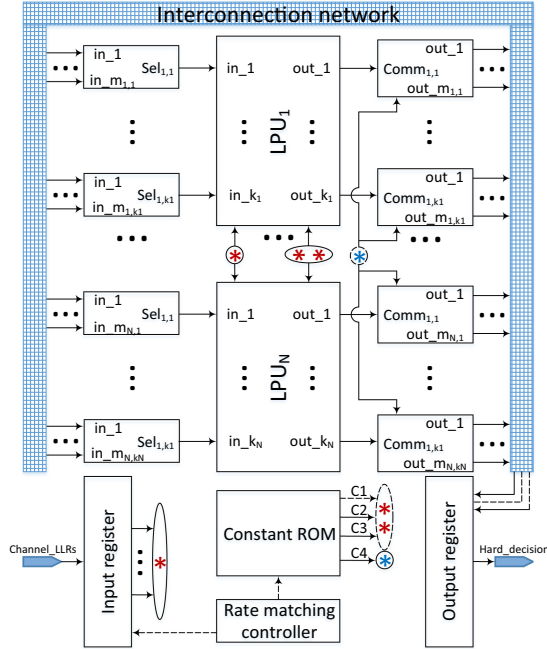 Interconnection network
in_1
in_m1,1
Sel1,1
in_1
out_1
LPU1
Comm1,1
out_1
out_m1,1
in_1
in_m1,k1
Sel1,k1
in_k1
out_k1
Comm1,k1
out_1
out_m1,k1
*
* *
*
in_1
in_mN,1
Sel1,1
in_1
out_1
LPUN
Comm1,1
out_1
out_mN,1
in_1
in_mN,kN
Sel1,k1
in_kN
out_kN
Comm1,k1
out_1
out_mN,kN
Channel_LLRs
Input register
*
Constant ROM
C1
C2
C3
C4
*
*
*
Rate matching
controller
Output register
Hard_decision